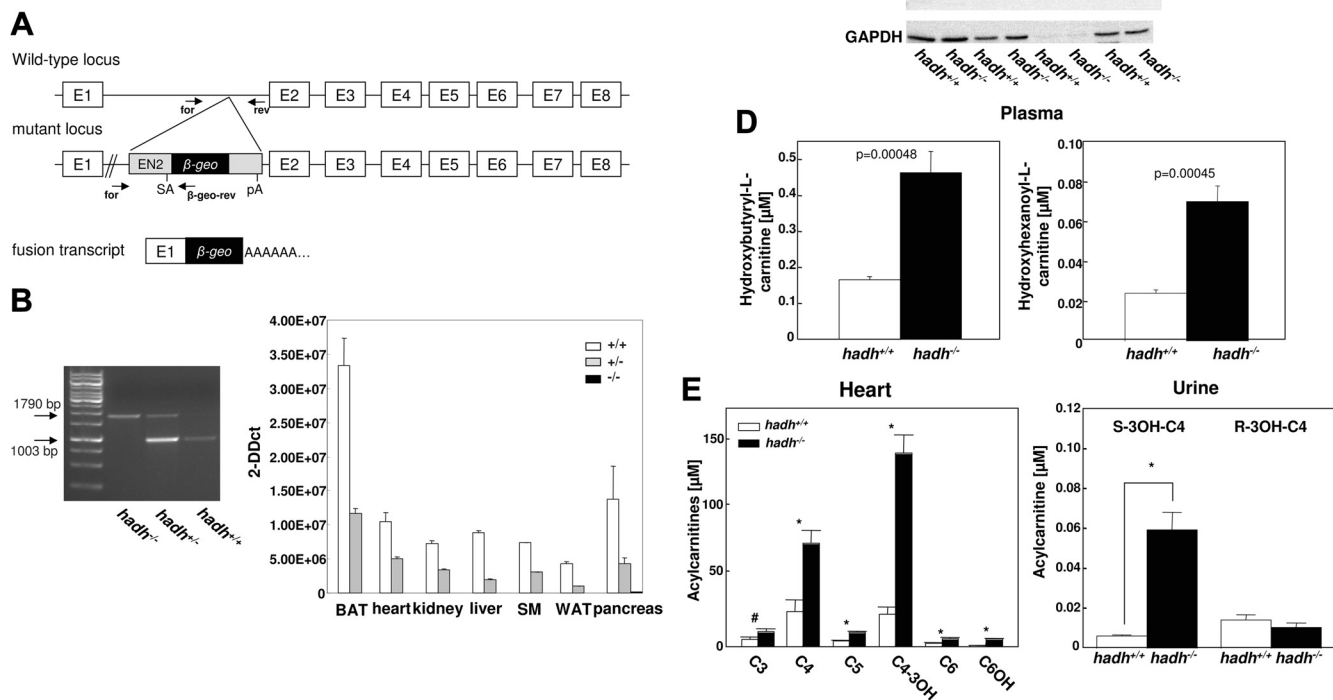 A
Wild-type locus
E1 E2 E3 E4 E5 E6 E7 E8
for rev
mutant locus
E1 EN2 β-geo E2 E3 E4 E5 E6 E7 E8
for SA β-geo-rev pA
fusion transcript E1 β-geo AAAAAA...
B
1790 bp
1003 bp
hadh-/- hadh+/- hadh+/+
2-DDct
4.00E+07
3.50E+07
3.00E+07
2.50E+07
2.00E+07
1.50E+07
1.00E+07
5.00E+06
0
+/+
+/-
-/-
BAT heart kidney liver SM WAT pancreas
GAPDH
hadh+/+ hadh-/- hadh+/+ hadh-/- hadh+/+ hadh-/- hadh+/+ hadh-/-
D
Plasma
Hydroxybutyryl-L-
carnitine [µM]
0.5
0.4
0.3
0.2
0.1
0
p=0.00048
hadh+/+ hadh-/-
Hydroxyhexanoyl-L-
carnitine [µM]
0.10
0.08
0.06
0.04
0.02
0
p=0.00045
hadh+/+ hadh-/-
E
Heart
Acylcarnitines [µM]
150
100
50
0
hadh+/+
hadh-/-
# * * * * *
C3 C4 C5 C4-3OH C6 C6OH
Urine
Acylcarnitine [µM]
0.12
0.10
0.08
0.06
0.04
0.02
0
S-3OH-C4 R-3OH-C4
*
hadh+/+ hadh-/- hadh+/+ hadh-/-